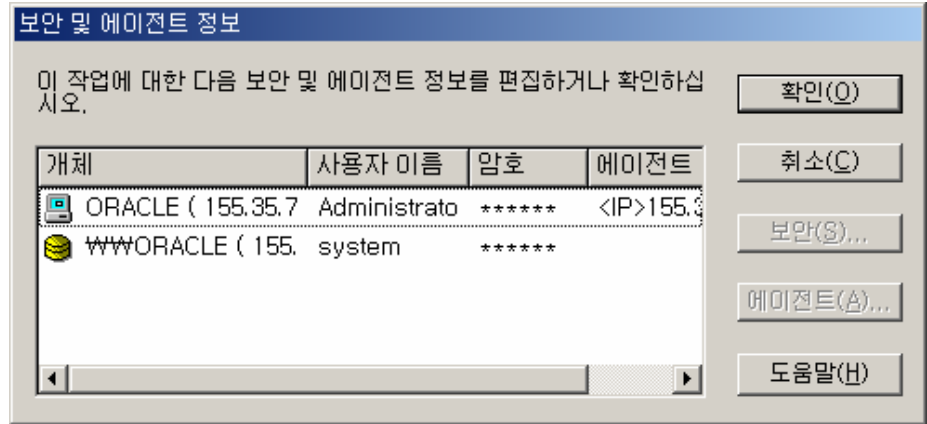 보안 및 에이전트 정보
이 작업에 대한 다음 보안 및 에이전트 정보를 편집하거나 확인하십
시오.
확인(O)
취소(C)
보안(S)...
에이전트(A)...
도움말(H)
개체 사용자 이름 암호 에이전트
ORACLE ( 155.35.7 Administrato ****** <IP>155.3
₩₩ORACLE ( 155. system ******